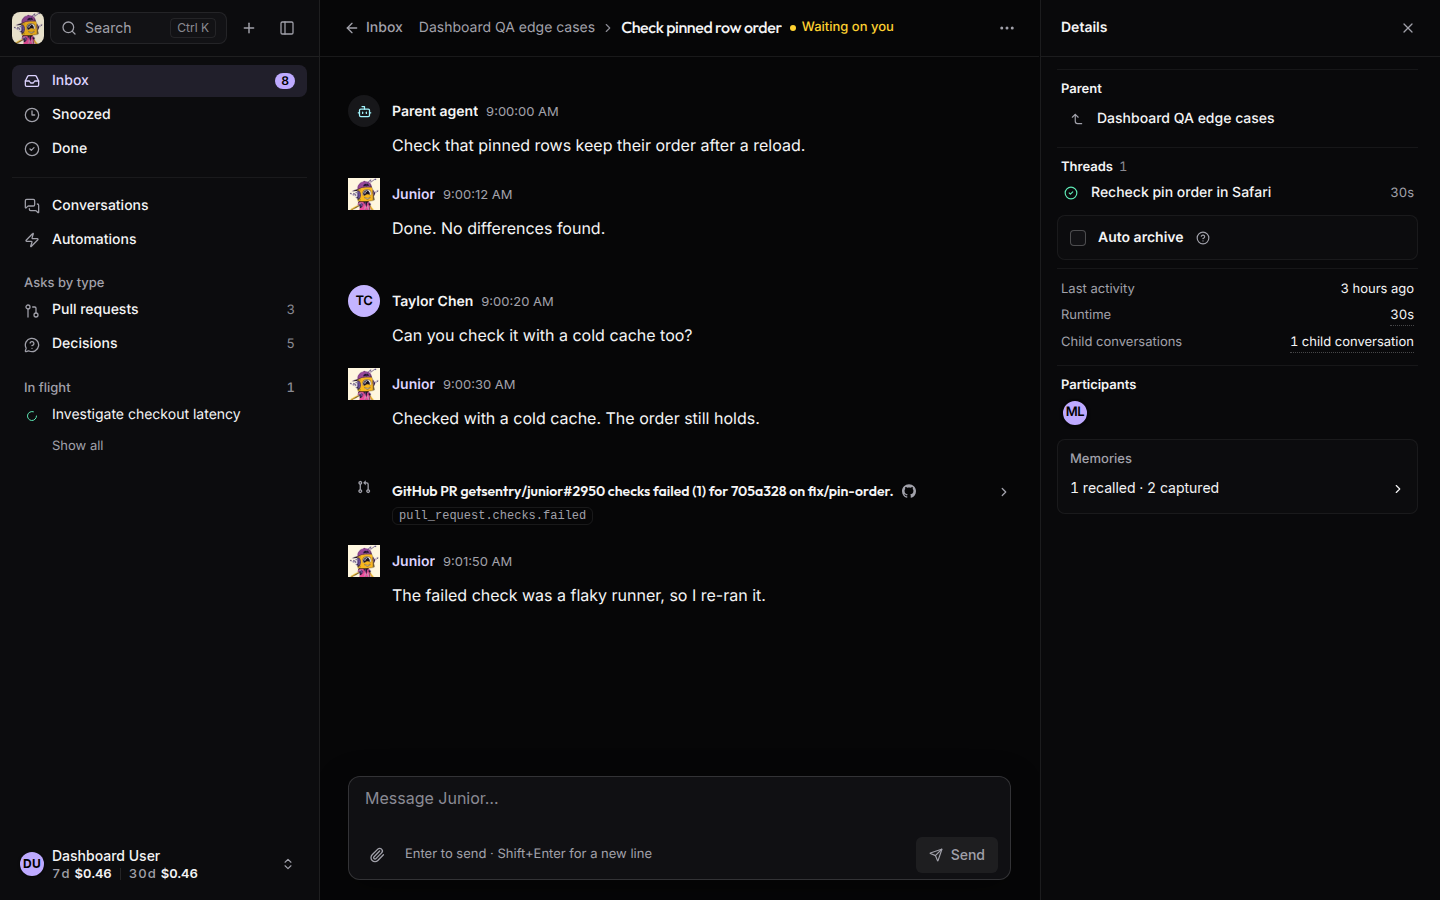 Search
Ctrl K
Inbox
8
Snoozed
Done
Conversations
Automations
Asks by type
Pull requests
3
Decisions
5
In flight
1
Investigate checkout latency
Show all
DU
Dashboard User
7d $0.46
30d $0.46
Inbox
Dashboard QA edge cases
Check pinned row order
Waiting on you
Parent agent 9:00:00 AM
Check that pinned rows keep their order after a reload.
Junior 9:00:12 AM
Done. No differences found.
TC
Taylor Chen 9:00:20 AM
Can you check it with a cold cache too?
Junior 9:00:30 AM
Checked with a cold cache. The order still holds.
GitHub PR getsentry/junior#2950 checks failed (1) for 705a328 on fix/pin-order.
pull_request.checks.failed
Junior 9:01:50 AM
The failed check was a flaky runner, so I re-ran it.
Message Junior...
Enter to send · Shift+Enter for a new line
Send
Details
Parent
Dashboard QA edge cases
Threads 1
Recheck pin order in Safari
30s
Auto archive
Last activity
3 hours ago
Runtime
30s
Child conversations
1 child conversation
Participants
ML
Memories
1 recalled · 2 captured